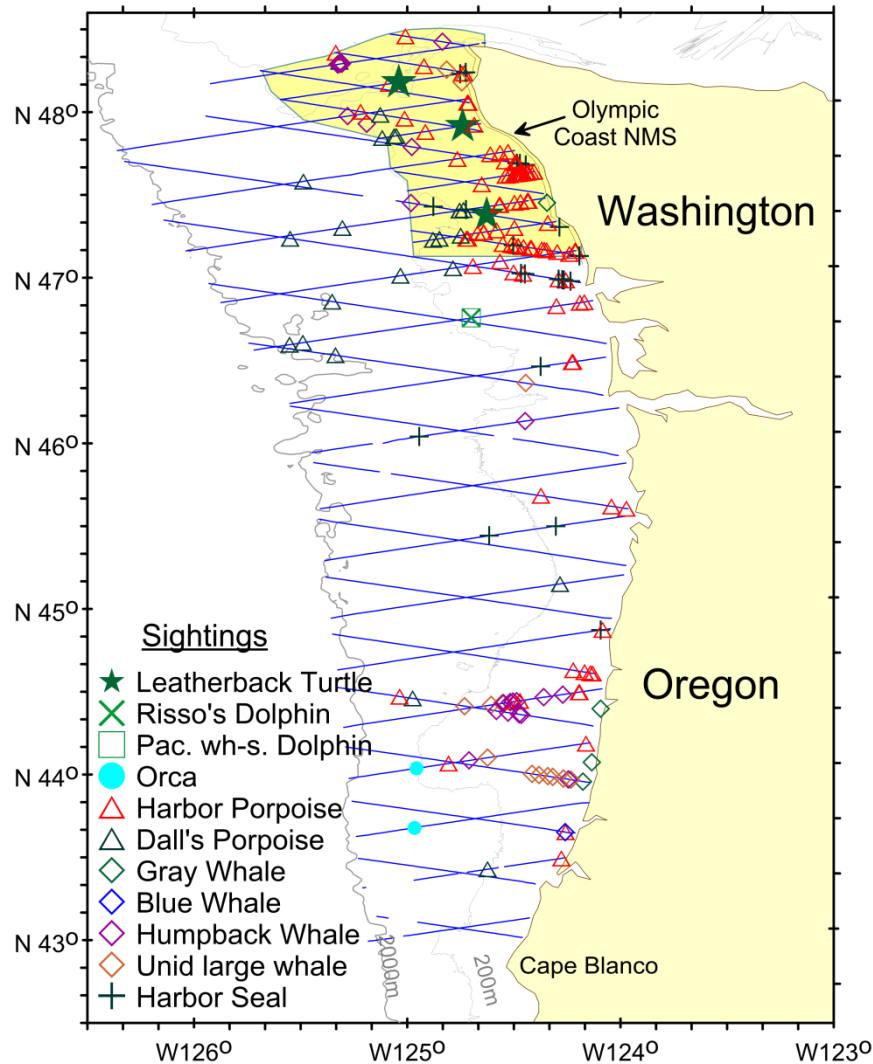 N 48º
Olympic
Coast NMS
Washington
N 47º
N 46º
N 45º
Sightings
Oregon
Leatherback Turtle
Risso's Dolphin
Pac. wh-s. Dolphin
Orca
N 44º
Harbor Porpoise
Dall's Porpoise
Gray Whale
Blue Whale
Humpback Whale
N 43º
Unid large whale
Harbor Seal
2000m
200m
Cape Blanco
W126º
W125º
W124º
W123º